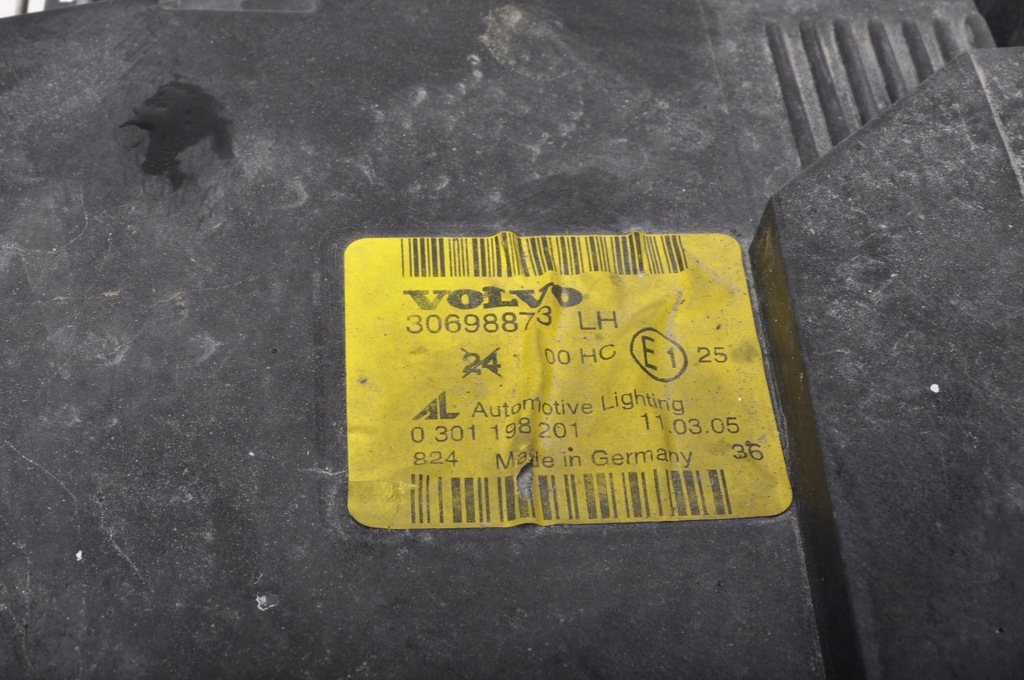 VOLVO
30698873 LH
24 00 HC E1 25
AL Automotive Lighting
0 301 198 201 11.03.05
824 Made in Germany 36